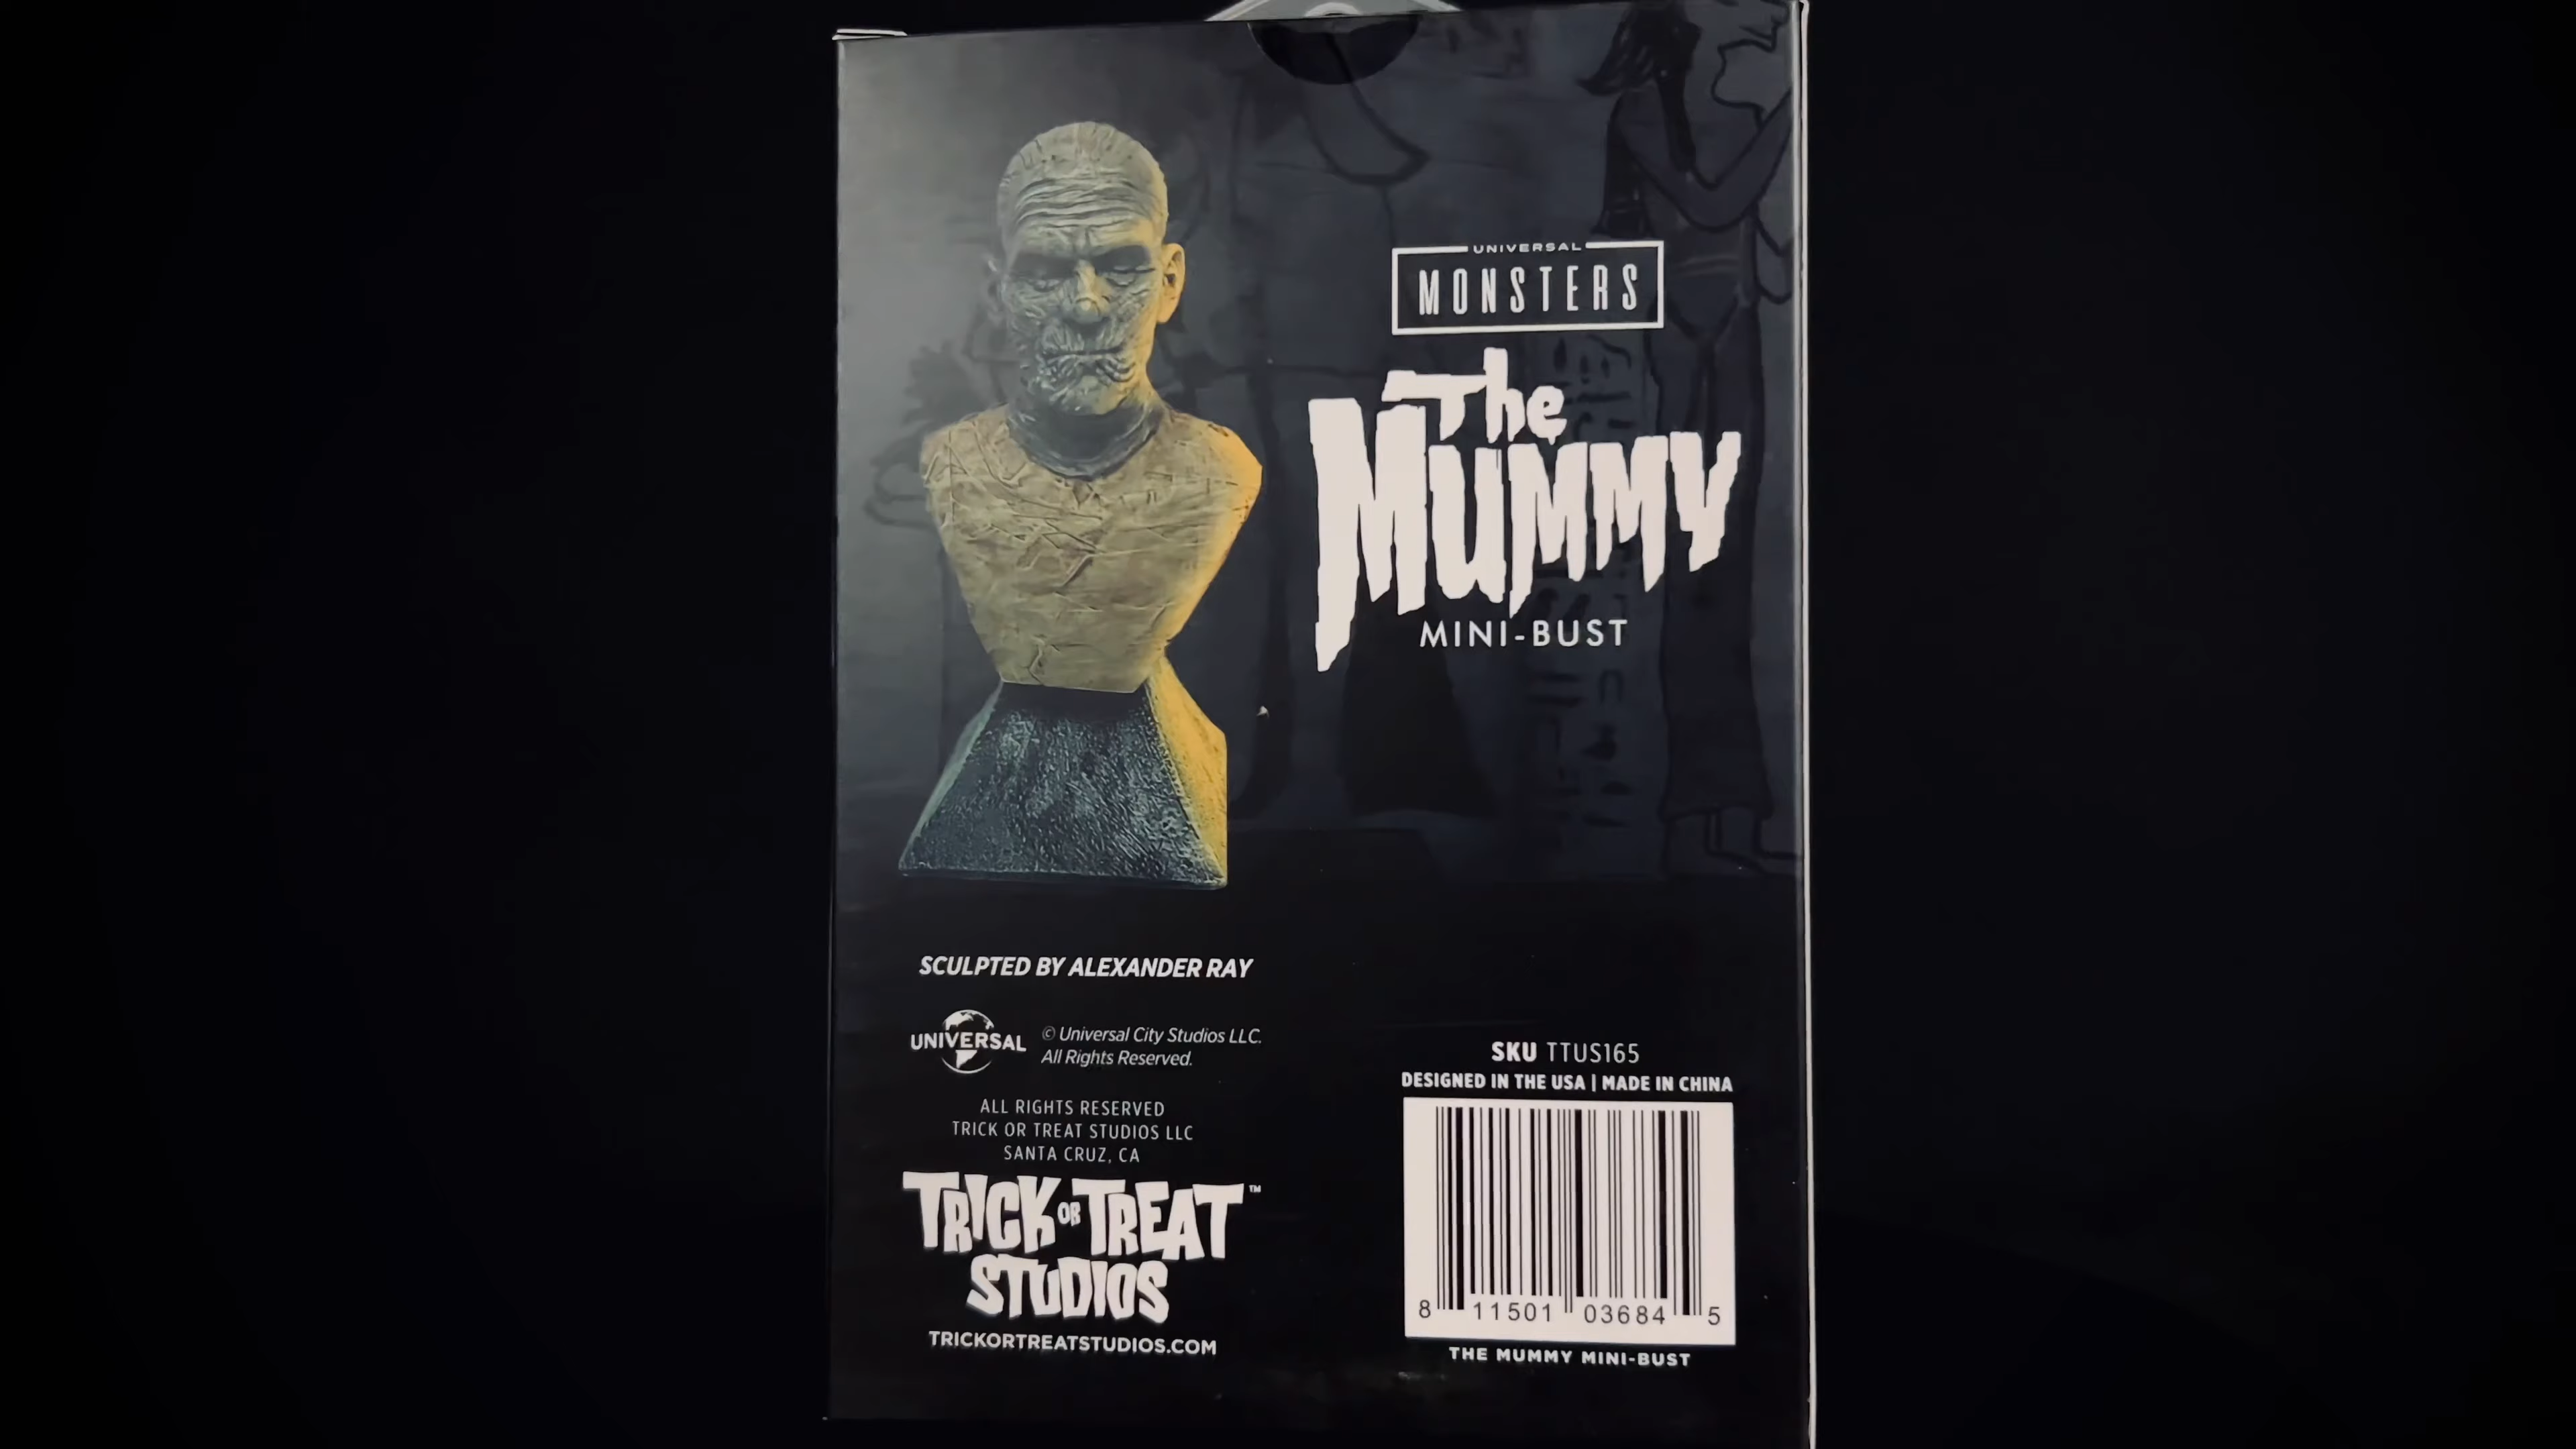 UNIVERSAL
MONSTERS
The
Mummy
MINI-BUST
SCULPTED BY ALEXANDER RAY
UNIVERSAL
© Universal City Studios LLC.
All Rights Reserved.
ALL RIGHTS RESERVED
TRICK OR TREAT STUDIOS LLC
SANTA CRUZ, CA
TRICK OR TREAT™
STUDIOS
TRICKORTREATSTUDIOS.COM
SKU TTUS165
DESIGNED IN THE USA | MADE IN CHINA
8 11501 03684 5
THE MUMMY MINI-BUST